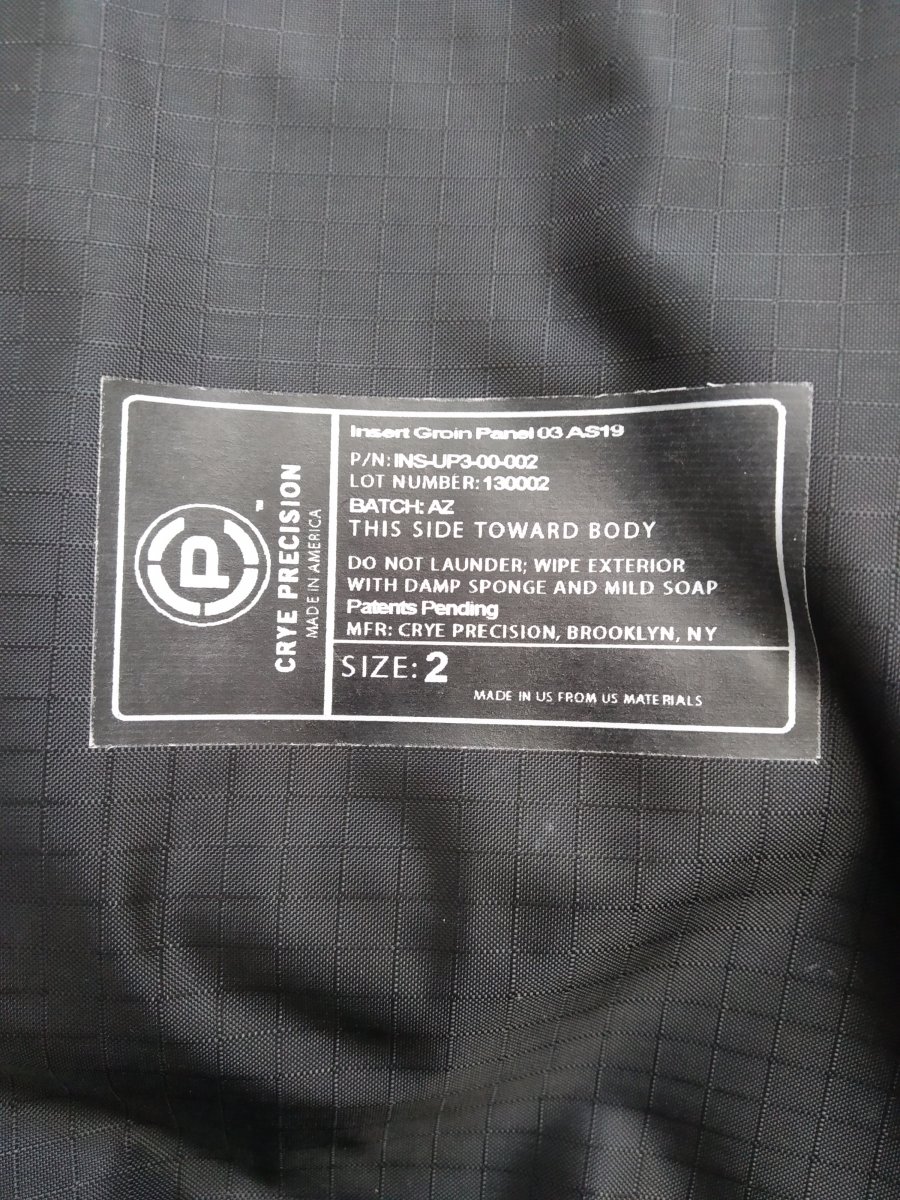 CRYE PRECISION
MADE IN AMERICA
P
™
Insert Groin Panel 03 AS19
P/N: INS-UP3-00-002
LOT NUMBER: 130002
BATCH: AZ
THIS SIDE TOWARD BODY
DO NOT LAUNDER; WIPE EXTERIOR
WITH DAMP SPONGE AND MILD SOAP
Patents Pending
MFR: CRYE PRECISION, BROOKLYN, NY
SIZE: 2
MADE IN US FROM US MATERIALS